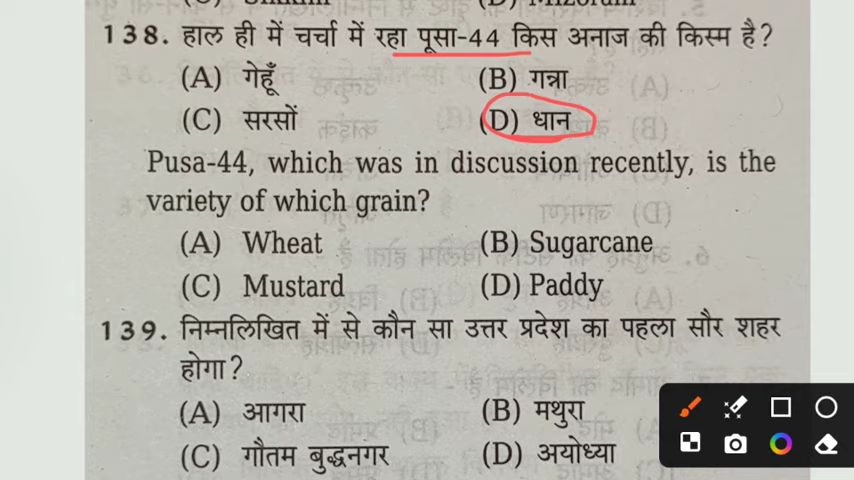 138. हाल ही में चर्चा में रहा पूसा-44 किस अनाज की किस्म है?
(A) गेहूँ (B) गन्ना
(C) सरसों (D) धान
Pusa-44, which was in discussion recently, is the
variety of which grain?
(A) Wheat (B) Sugarcane
(C) Mustard (D) Paddy
139. निम्नलिखित में से कौन सा उत्तर प्रदेश का पहला सौर शहर
होगा?
(A) आगरा (B) मथुरा
(C) गौतम बुद्धनगर (D) अयोध्या